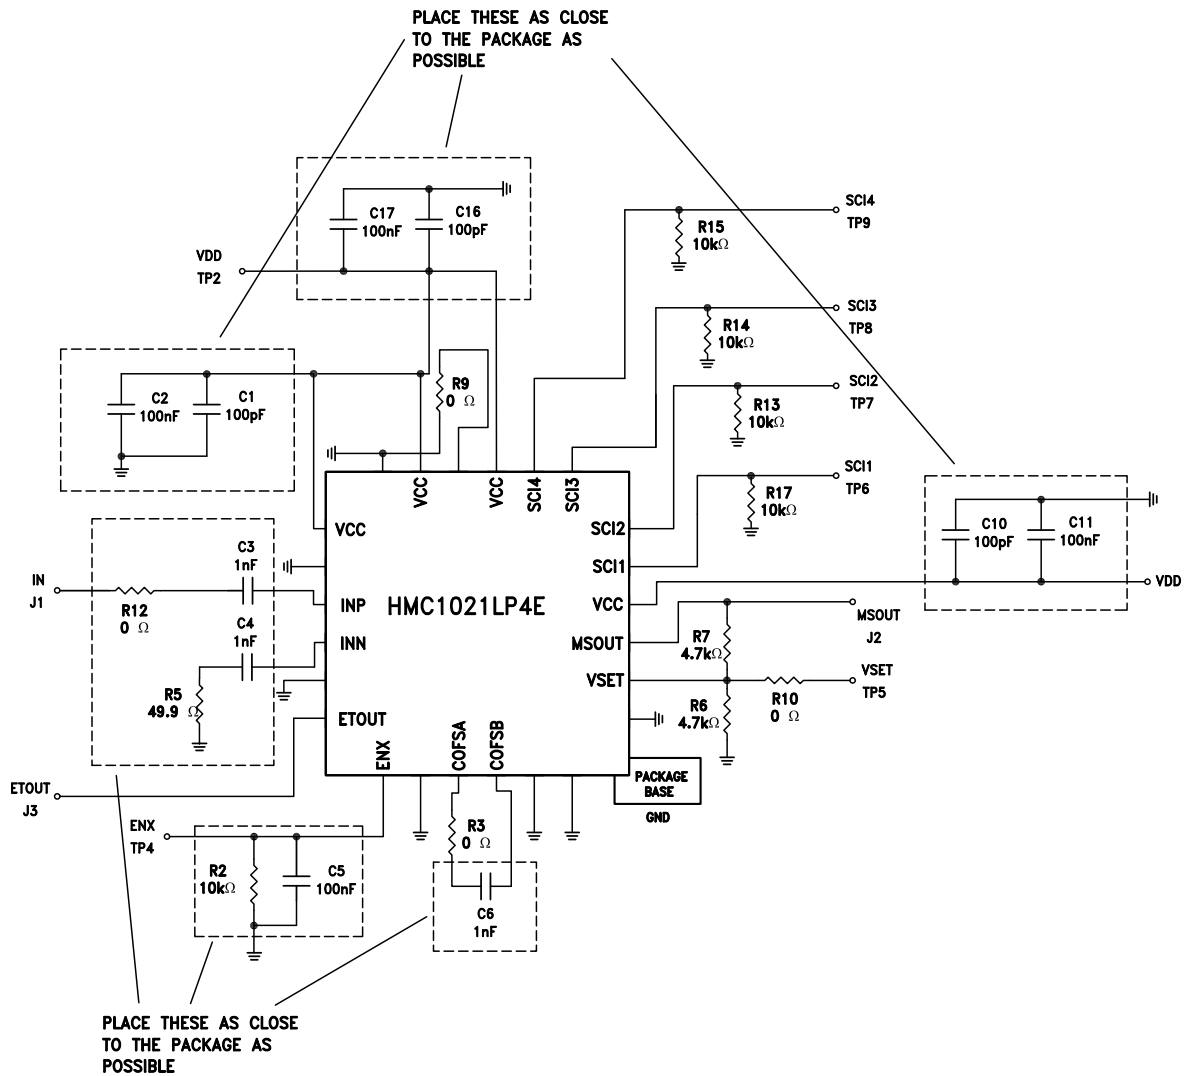 PLACE THESE AS CLOSE
TO THE PACKAGE AS
POSSIBLE
C17
100nF
C16
100pF
VDD
TP2
SCI4
TP9
R15
10kΩ
SCI3
TP8
R14
10kΩ
SCI2
TP7
R13
10kΩ
SCI1
TP6
R17
10kΩ
C2
100nF
C1
100pF
R9
0 Ω
VCC
VCC
SCI4
SCI3
C10
100pF
C11
100nF
VDD
VCC
SCI2
SCI1
VCC
MSOUT
VSET
INP
INN
ETOUT
HMC1021LP4E
ENX
COFSA
COFSB
IN
J1
R12
0 Ω
C3
1nF
C4
1nF
R5
49.9 Ω
MSOUT
J2
R7
4.7kΩ
VSET
TP5
R10
0 Ω
R6
4.7kΩ
PACKAGE
BASE
GND
ETOUT
J3
ENX
TP4
R2
10kΩ
C5
100nF
R3
0 Ω
C6
1nF
PLACE THESE AS CLOSE
TO THE PACKAGE AS
POSSIBLE